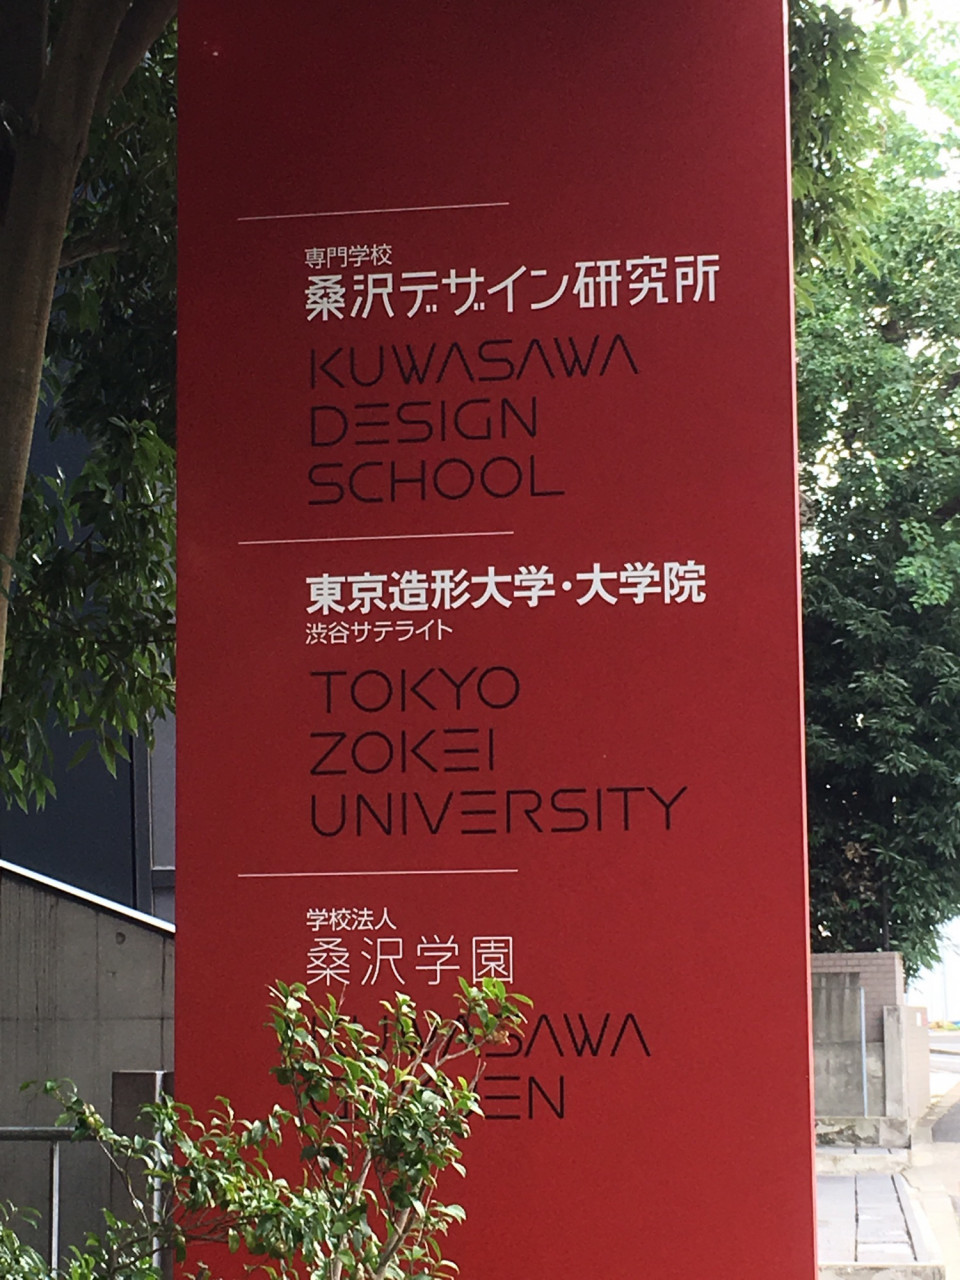 専門学校
桑沢デザイン研究所
KUWASAWA
DESIGN
SCHOOL
東京造形大学・大学院
渋谷サテライト
TOKYO
ZOKEI
UNIVERSITY
学校法人
桑沢学園
KUWASAWA